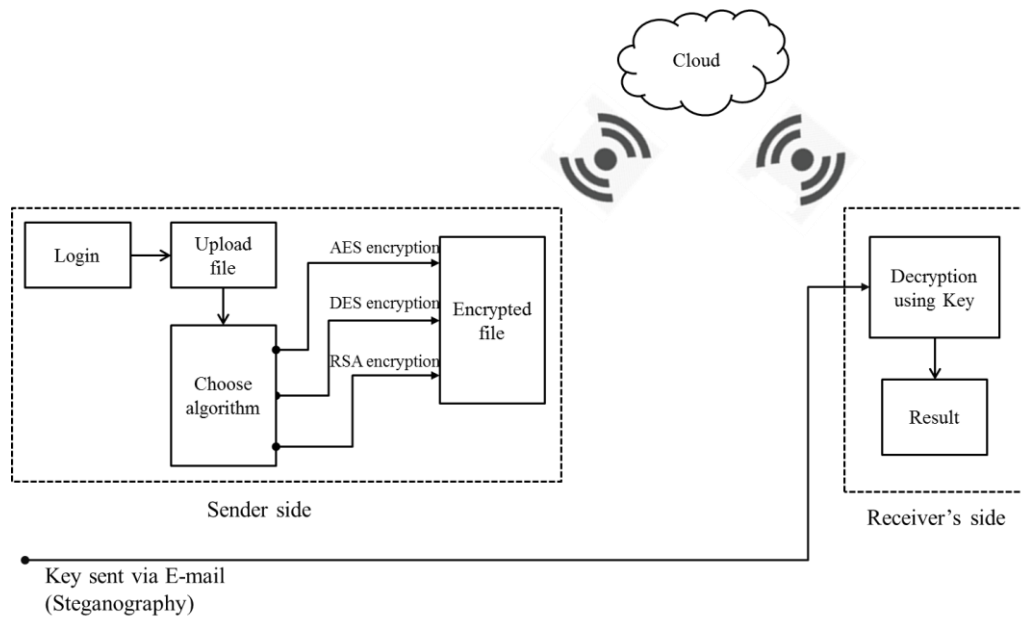 Cloud
Login
Upload
file
AES encryption
DES encryption
RSA encryption
Choose
algorithm
Encrypted
file
Sender side
Decryption
using Key
Result
Receiver's side
Key sent via E-mail
(Steganography)